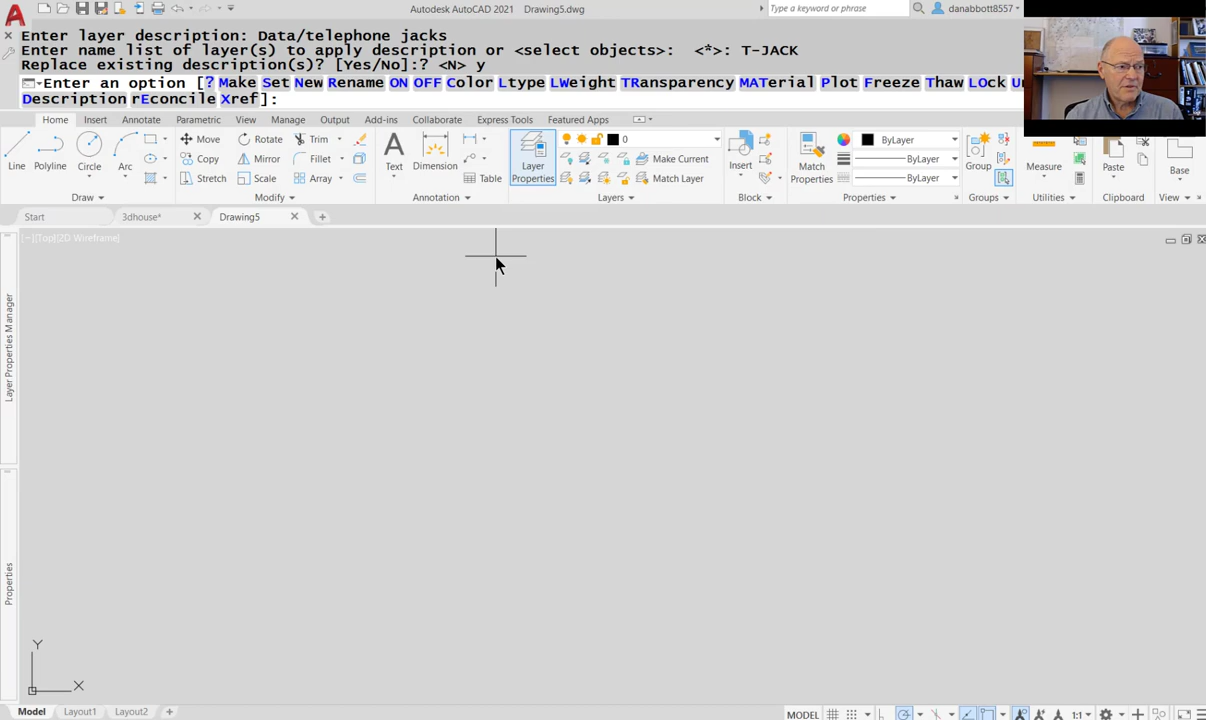 Autodesk AutoCAD 2021 Drawing5.dwg
Type a keyword or phrase
danabbott8557
Enter layer description: Data/telephone jacks
Enter name list of layer(s) to apply description or <select objects>: <*>: T-JACK
Replace existing description(s)? [Yes/No]:? <N> y
Enter an option [? Make Set New Rename ON OFF Color Ltype LWeight TRansparency MATerial Plot Freeze Thaw LOck
Description rEconcile Xref]:
Home Insert Annotate Parametric View Manage Output Add-ins Collaborate Express Tools Featured Apps
Line Polyline Circle Arc
Move Rotate Trim
Copy Mirror Fillet
Stretch Scale Array
Text Dimension Table
Layer Properties
0
Make Current
Match Layer
Insert
Match Properties
ByLayer
ByLayer
ByLayer
Group Measure Paste Base
Draw Modify Annotation Layers Block Properties Groups Utilities Clipboard View
Start 3dhouse* Drawing5
[−][Top][2D Wireframe]
Layer Properties Manager
Properties
Y
X
Model Layout1 Layout2
MODEL 1:1